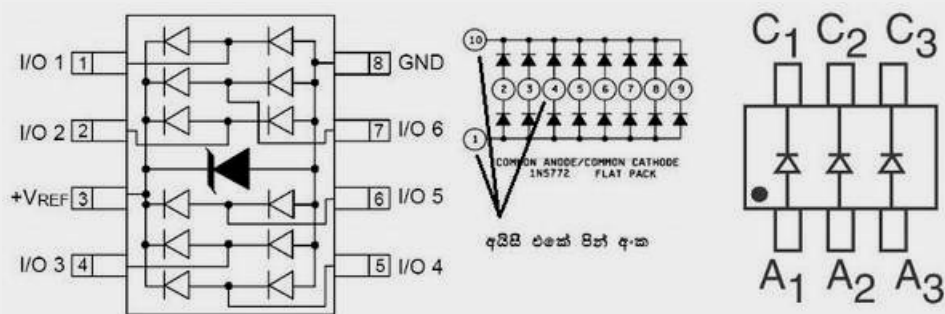 I/O 1 1
8 GND
I/O 2 2
7 I/O 6
+VREF 3
6 I/O 5
I/O 3 4
5 I/O 4
10
2 3 4 5 6 7 8 9
1
COMMON ANODE/COMMON CATHODE
1N5772 FLAT PACK
අයිසී එකේ පින් අංක
C1 C2 C3
A1 A2 A3